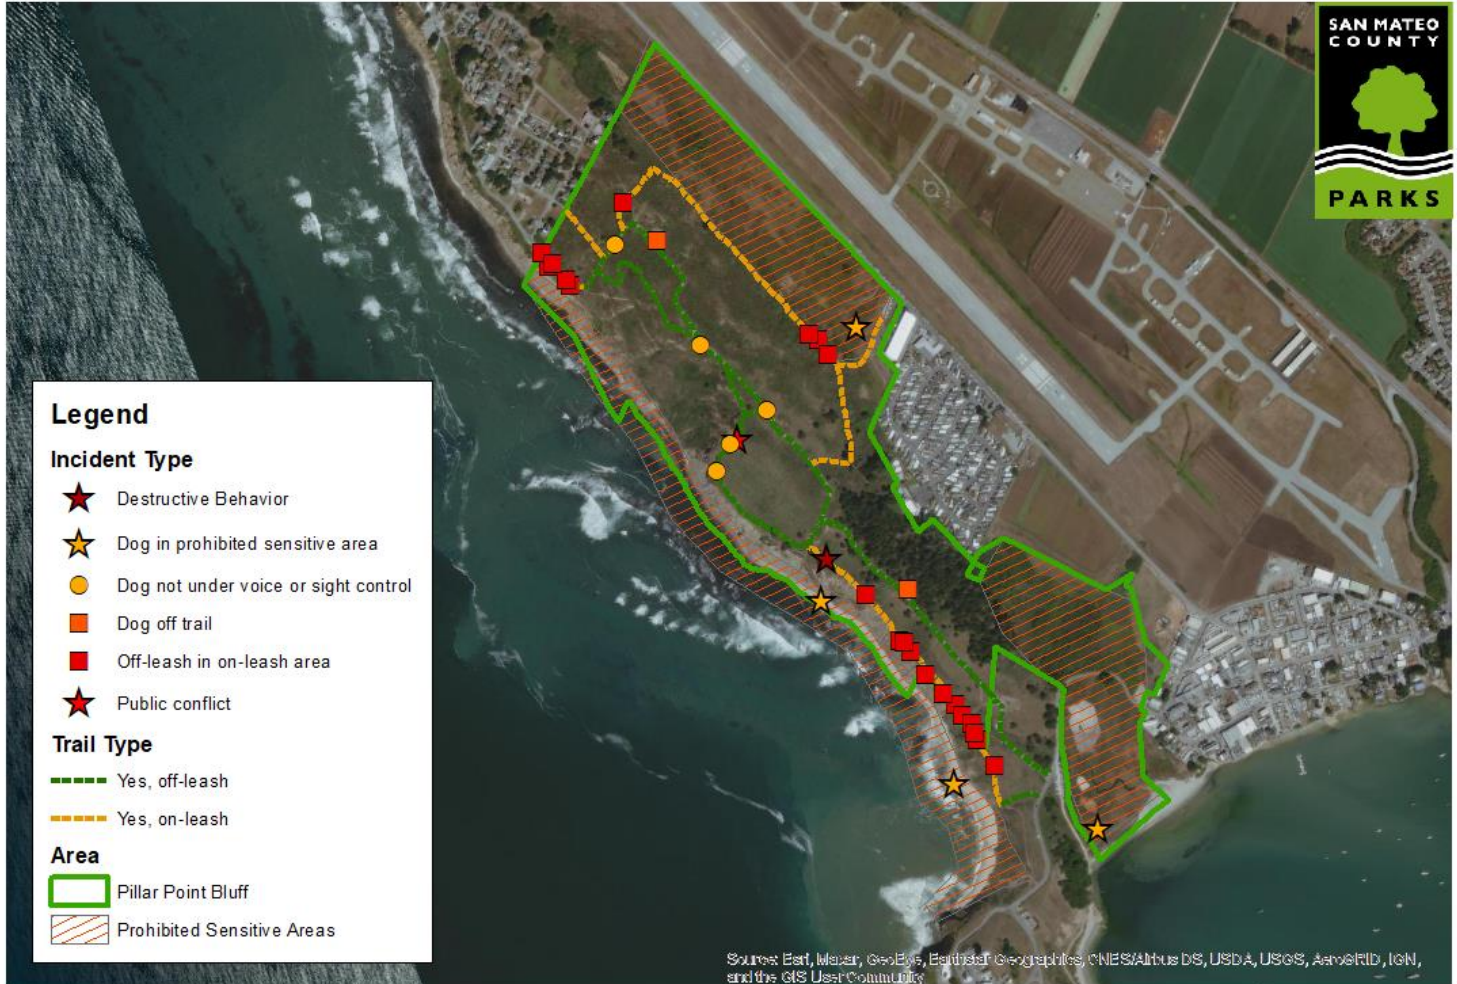 SAN MATEO
COUNTY
PARKS
Legend
Incident Type
Destructive Behavior
Dog in prohibited sensitive area
Dog not under voice or sight control
Dog off trail
Off-leash in on-leash area
Public conflict
Trail Type
Yes, off-leash
Yes, on-leash
Area
Pillar Point Bluff
Prohibited Sensitive Areas
Source: Esri, Maxar, GeoEye, Earthstar Geographics, CNES/Airbus DS, USDA, USGS, AeroGRID, IGN,
and the GIS User Community